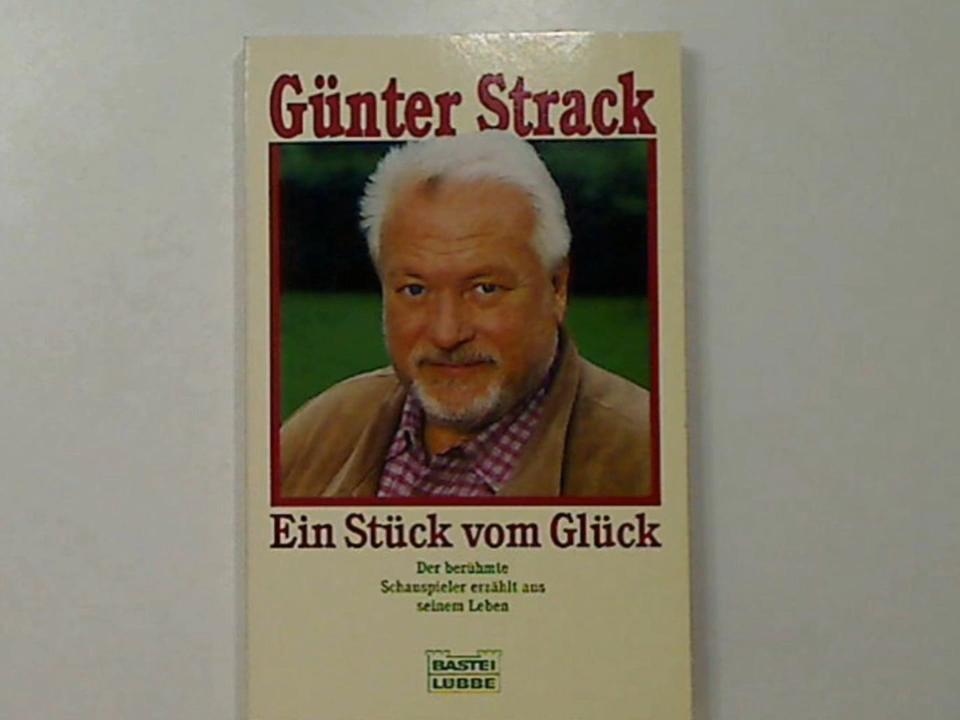 Günter Strack
Ein Stück vom Glück
Der berühmte
Schauspieler erzählt aus
seinem Leben
BASTEI
LÜBBE